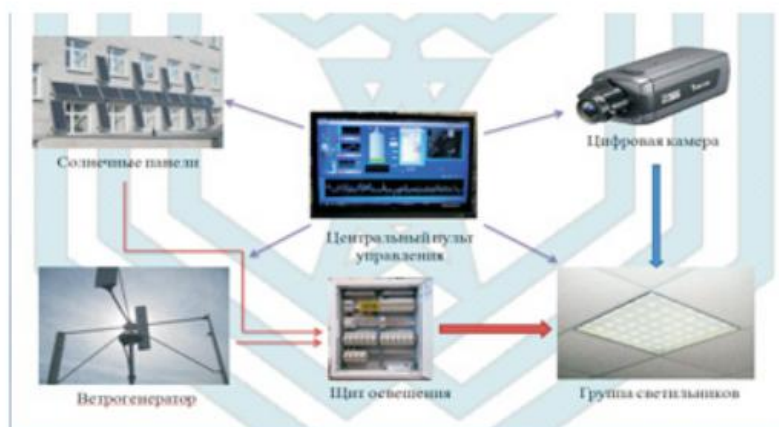 Солнечные панели
Цифровая камера
Центральный пульт
управления
Ветрогенератор
Щит освещения
Группа светильников